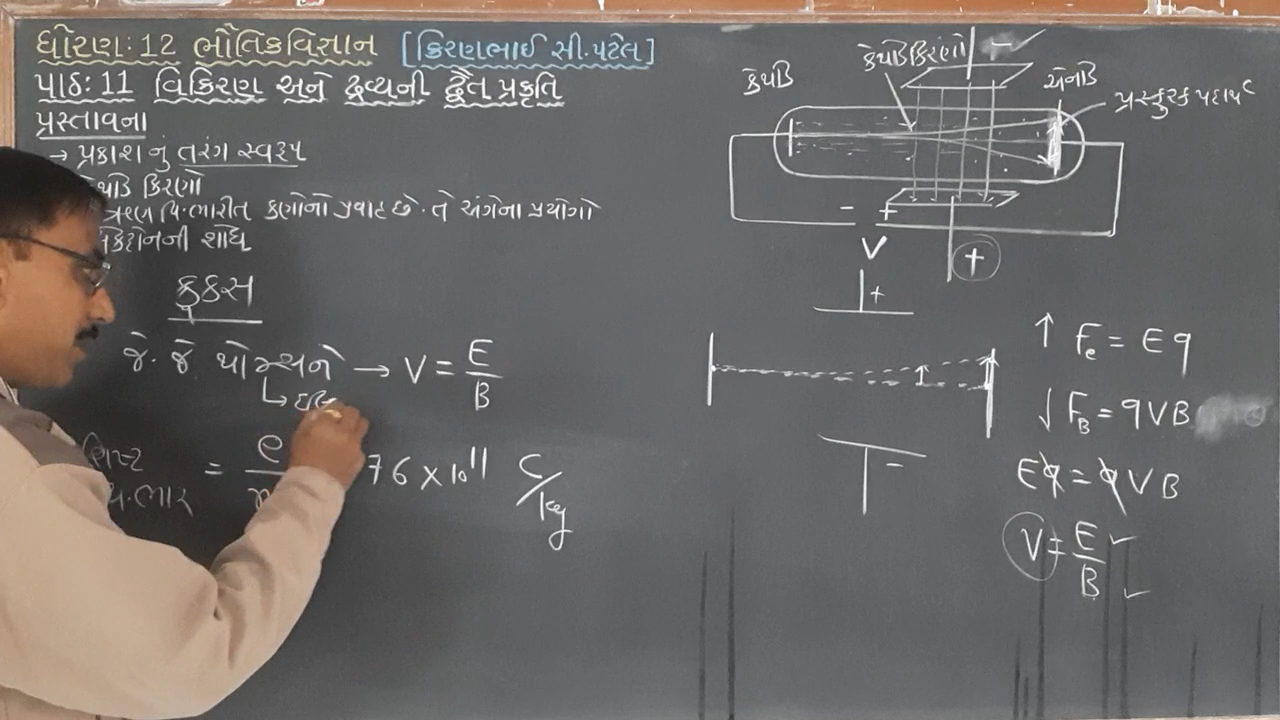 ધોરણ: 12 ભૌતિકવિજ્ઞાન [કિરણભાઈ સી. પટેલ]
પાઠ: 11 વિકિરણ અને દ્રવ્યની દ્વૈત પ્રકૃતિ
પ્રસ્તાવના
→ પ્રકાશનું તરંગ સ્વરૂપ
કિરણો
કણોનો પ્રવાહ છે. તે અંગેના પ્રયોગો
શોધ
ક્રુક્સ
જે. જે થોમ્સને → V = E/B
= e/
76 × 10¹¹ C/kg
કેથોડ
કેથોડ કિરણો
-
એનોડ
પ્રસ્ફુરક પદાર્થ
- +
V
+
+
-
↑ Fe = Eq
↓ FB = qVB
Eq = qVB
V = E/B